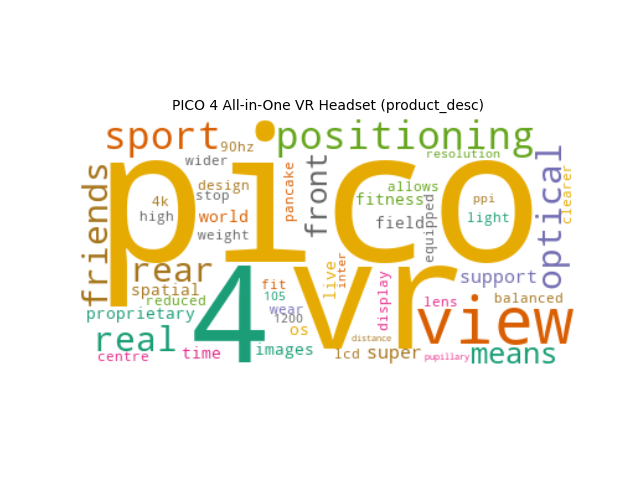 PICO 4 All-in-One VR Headset (product_desc)
sport
90hz
positioning
resolution
wider
pancake
front
friends
pico
design
stop
4k
high
world
weight
allows
fitness
field
equipped
ppi
light
optical
clearer
rear
spatial
reduced
proprietary
4
fit
105
wear
1200
os
live
inter
vr
display
support
lens
balanced
view
real
centre
time
images
distance
lcd
super
pupillary
means